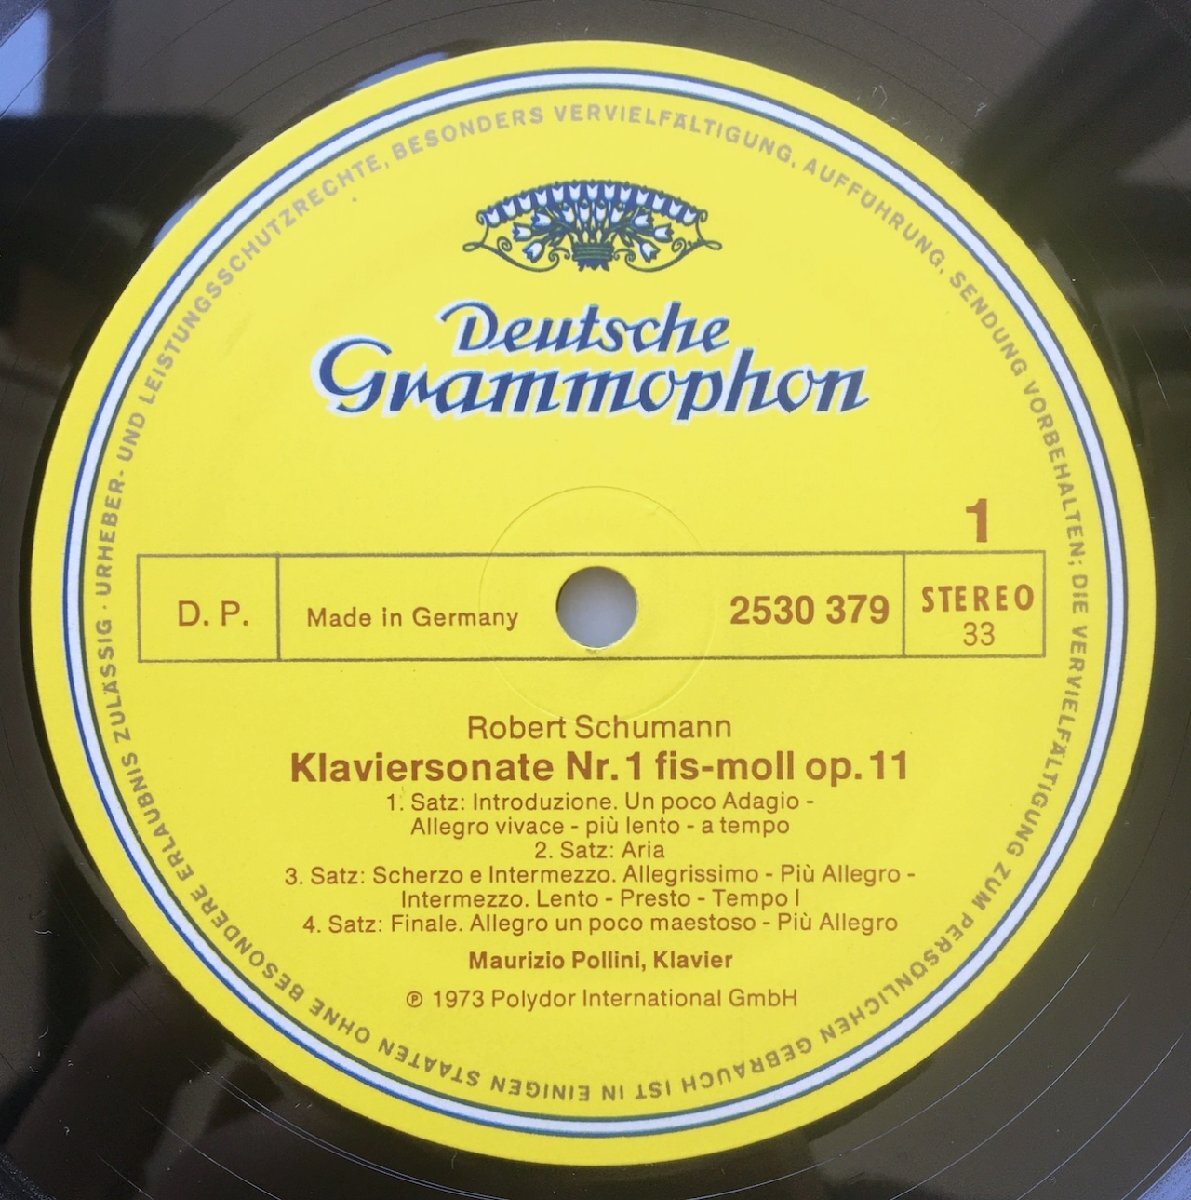 URHEBER- UND LEISTUNGSSCHUTZRECHTE, BESONDERS VERVIELFÄLTIGUNG, AUFFÜHRUNG, SENDUNG VORBEHALTEN; DIE VERVIELFÄLTIGUNG ZUM PERSÖNLICHEN GEBRAUCH IST IN EINIGEN STAATEN OHNE BESONDERE ERLAUBNIS ZULÄSSIG ·
Deutsche
Grammophon
1
D. P.
Made in Germany
2530 379
STEREO
33
Robert Schumann
Klaviersonate Nr. 1 fis-moll op. 11
1. Satz: Introduzione. Un poco Adagio -
Allegro vivace - più lento - a tempo
2. Satz: Aria
3. Satz: Scherzo e Intermezzo. Allegrissimo - Più Allegro -
Intermezzo. Lento - Presto - Tempo I
4. Satz: Finale. Allegro un poco maestoso - Più Allegro
Maurizio Pollini, Klavier
℗ 1973 Polydor International GmbH